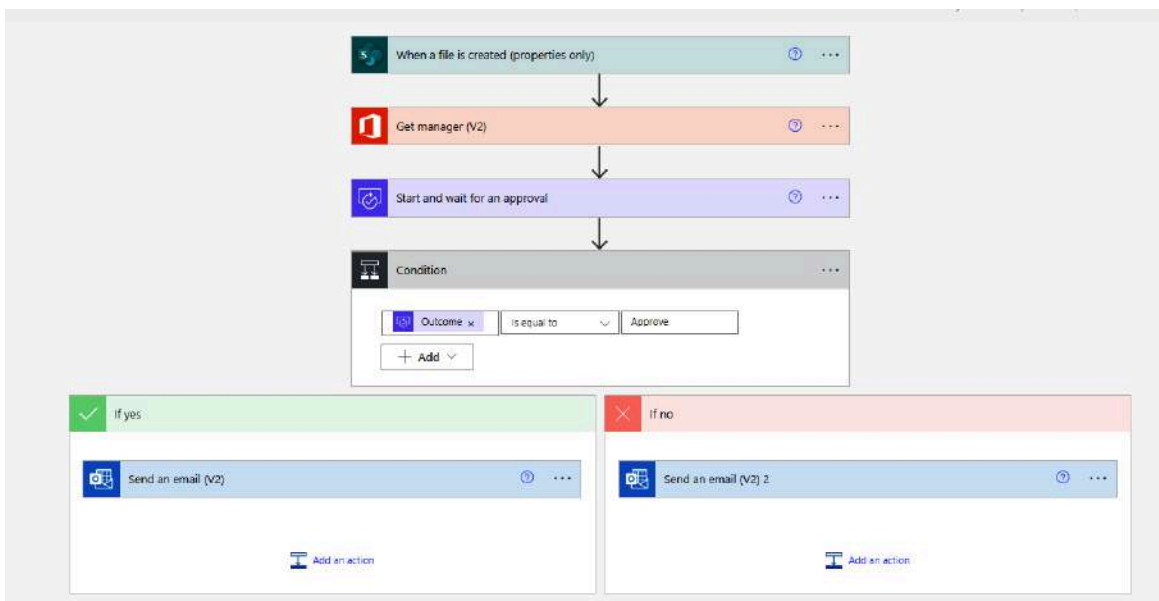 When a file is created (properties only)
Get manager (V2)
Start and wait for an approval
Condition
Outcome x Is equal to Approve
+ Add
If yes
If no
Send an email (V2)
Send an email (V2) 2
Add an action
Add an action